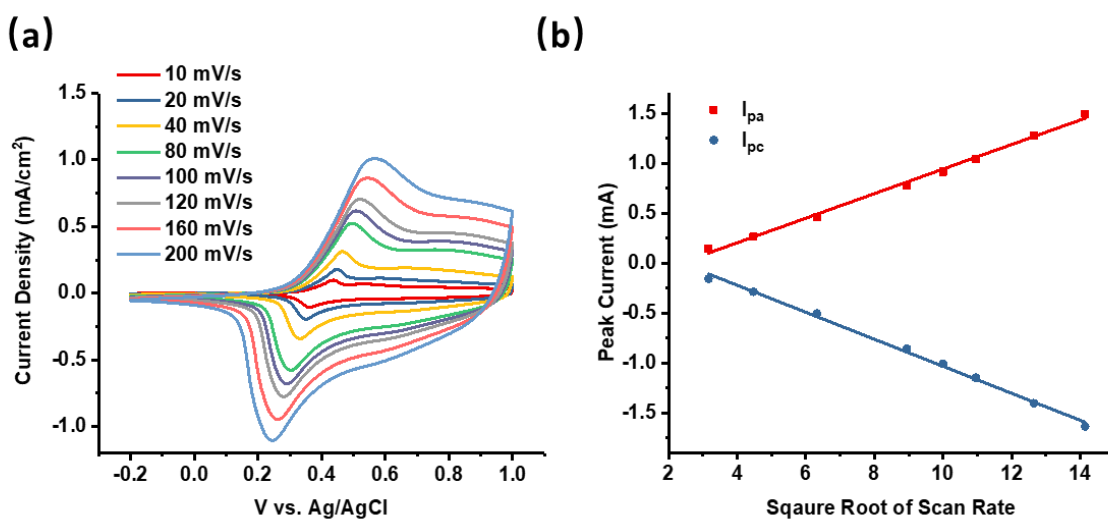 (a)
10 mV/s
20 mV/s
40 mV/s
80 mV/s
100 mV/s
120 mV/s
160 mV/s
200 mV/s
1.5
1.0
0.5
0.0
-0.5
-1.0
Current Density (mA/cm²)
-0.2 0.0 0.2 0.4 0.6 0.8 1.0
V vs. Ag/AgCl
(b)
Ipa
Ipc
1.5
1.0
0.5
0.0
-0.5
-1.0
-1.5
Peak Current (mA)
2 4 6 8 10 12 14
Sqaure Root of Scan Rate